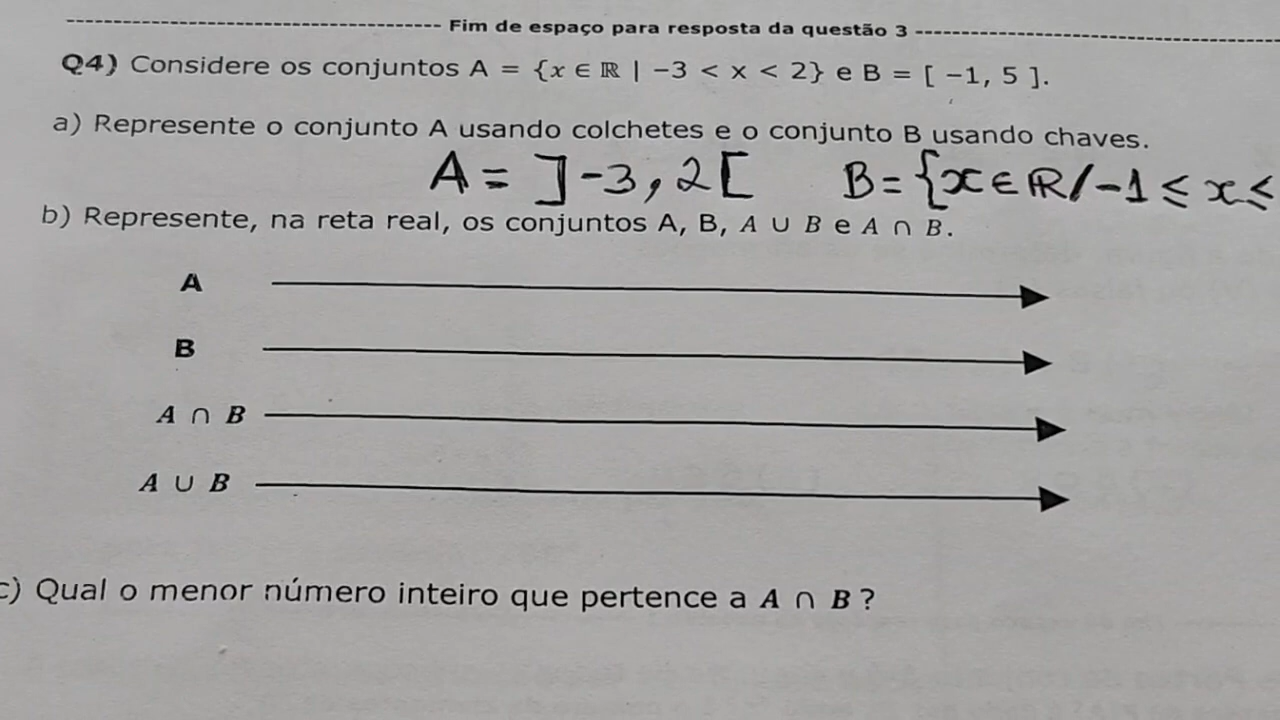 ---------------------------------------- Fim de espaço para resposta da questão 3 ----------------------------------------
Q4) Considere os conjuntos A = {x ∈ ℝ | −3 < x < 2} e B = [ −1, 5 ].
a) Represente o conjunto A usando colchetes e o conjunto B usando chaves.
A = ]-3, 2[ B = {x ∈ ℝ / -1 ≤ x ≤
b) Represente, na reta real, os conjuntos A, B, A ∪ B e A ∩ B.
A
B
A ∩ B
A ∪ B
c) Qual o menor número inteiro que pertence a A ∩ B ?